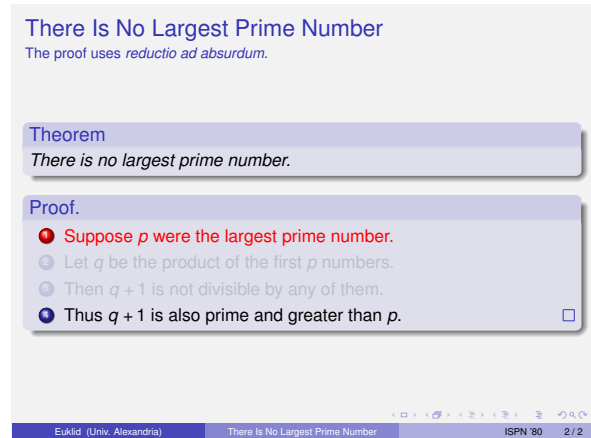 There Is No Largest Prime Number
The proof uses reductio ad absurdum.
Theorem
There is no largest prime number.
Proof.
1 Suppose p were the largest prime number.
2 Let q be the product of the first p numbers.
3 Then q + 1 is not divisible by any of them.
4 Thus q + 1 is also prime and greater than p.
Euklid (Univ. Alexandria) There Is No Largest Prime Number ISPN '80 2 / 2